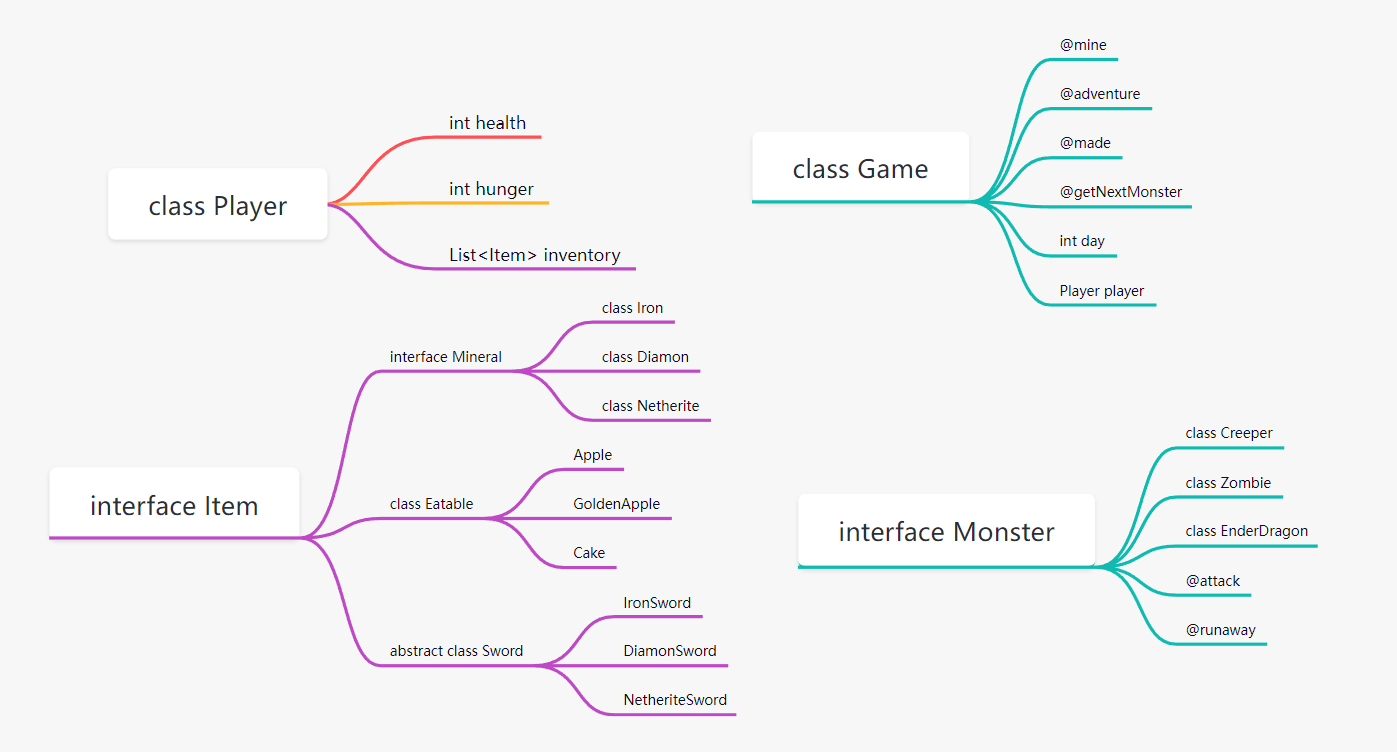 class Player
int health
int hunger
List<Item> inventory
class Game
@mine
@adventure
@made
@getNextMonster
int day
Player player
interface Item
interface Mineral
class Iron
class Diamon
class Netherite
class Eatable
Apple
GoldenApple
Cake
abstract class Sword
IronSword
DiamonSword
NetheriteSword
interface Monster
class Creeper
class Zombie
class EnderDragon
@attack
@runaway